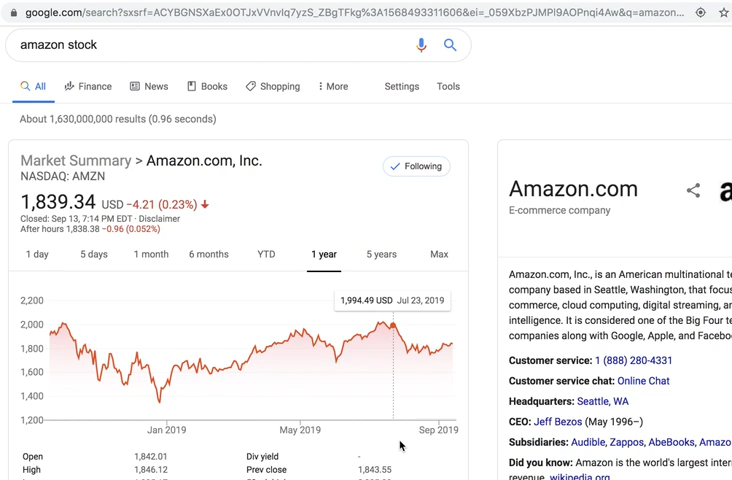 google.com/search?sxsrf=ACYBGNSXaEx0OTJxVVnvIq7yzS_ZBgTFkg%3A1568493311606&ei=_059XbzPJMPI9AOPnqi4Aw&q=amazon...
amazon stock
All Finance News Books Shopping More Settings Tools
About 1,630,000,000 results (0.96 seconds)
Market Summary > Amazon.com, Inc.
NASDAQ: AMZN
Following
1,839.34 USD −4.21 (0.23%)
Closed: Sep 13, 7:14 PM EDT · Disclaimer
After hours 1,838.38 −0.96 (0.052%)
1 day 5 days 1 month 6 months YTD 1 year 5 years Max
1,994.49 USD Jul 23, 2019
2,200
2,000
1,800
1,600
1,400
1,200
Jan 2019 May 2019 Sep 2019
Open 1,842.01 Div yield -
High 1,846.12 Prev close 1,843.55
Amazon.com
E-commerce company
Amazon.com, Inc., is an American multinational
company based in Seattle, Washington, that
commerce, cloud computing, digital streaming,
intelligence. It is considered one of the Big Four
companies along with Google, Apple, and
Customer service: 1 (888) 280-4331
Customer service chat: Online Chat
Headquarters: Seattle, WA
CEO: Jeff Bezos (May 1996–)
Subsidiaries: Audible, Zappos, AbeBooks,
Did you know: Amazon is the world's largest
revenue. wikipedia.org